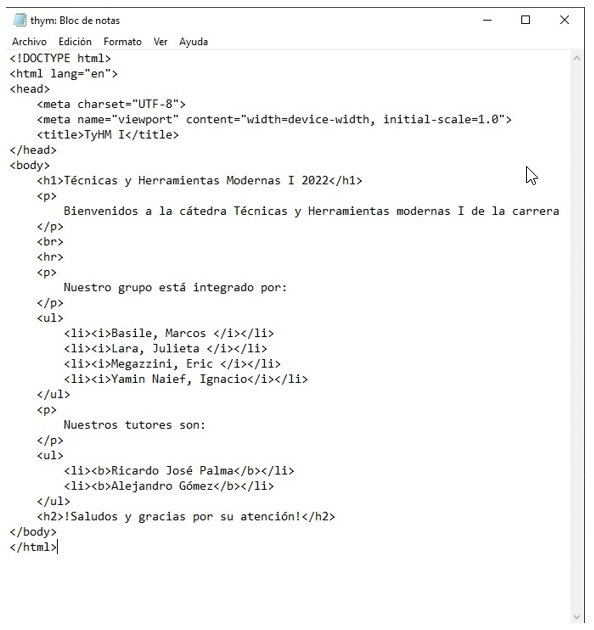 thym: Bloc de notas
Archivo Edición Formato Ver Ayuda
<!DOCTYPE html>
<html lang="en">
<head>
    <meta charset="UTF-8">
    <meta name="viewport" content="width=device-width, initial-scale=1.0">
    <title>TyHM I</title>
</head>
<body>
    <h1>Técnicas y Herramientas Modernas I 2022</h1>
    <p>
        Bienvenidos a la cátedra Técnicas y Herramientas modernas I de la carrera
    </p>
    <br>
    <hr>
    <p>
        Nuestro grupo está integrado por:
    </p>
    <ul>
        <li><i>Basile, Marcos </i></li>
        <li><i>Lara, Julieta </i></li>
        <li><i>Megazzini, Eric </i></li>
        <li><i>Yamin Naief, Ignacio</i></li>
    </ul>
    <p>
        Nuestros tutores son:
    </p>
    <ul>
        <li><b>Ricardo José Palma</b></li>
        <li><b>Alejandro Gómez</b></li>
    </ul>
    <h2>!Saludos y gracias por su atención!</h2>
</body>
</html>